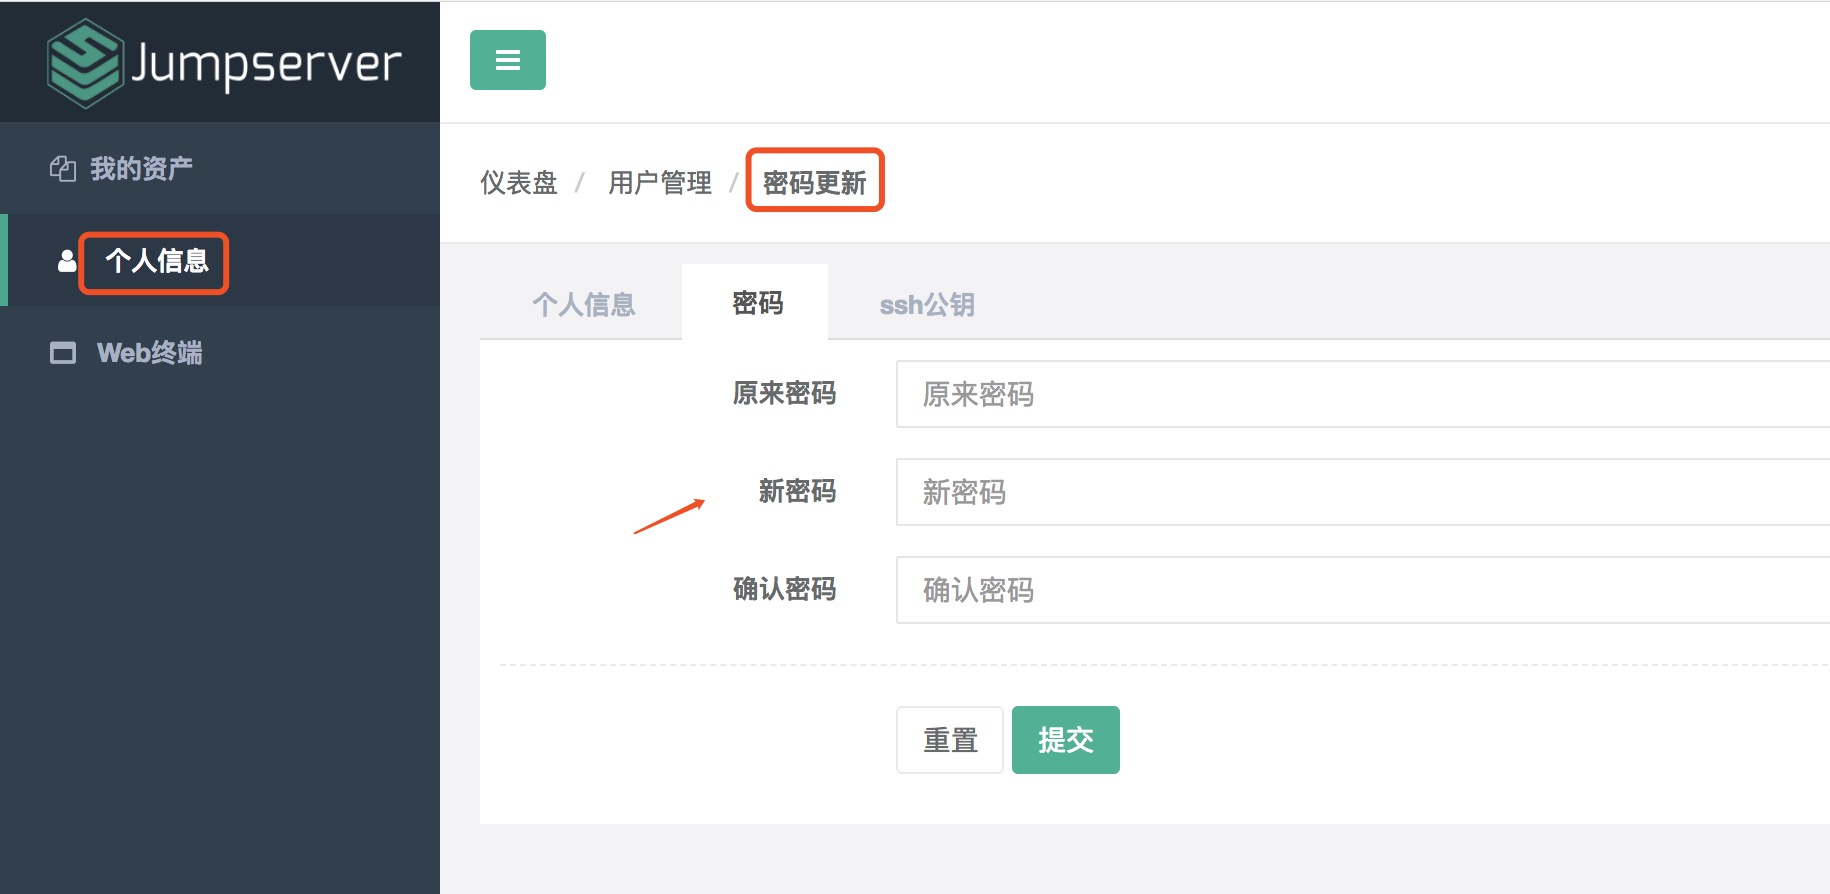 Jumpserver
我的资产
个人信息
Web终端
仪表盘 / 用户管理 / 密码更新
个人信息 密码 ssh公钥
原来密码 原来密码
新密码 新密码
确认密码 确认密码
重置 提交